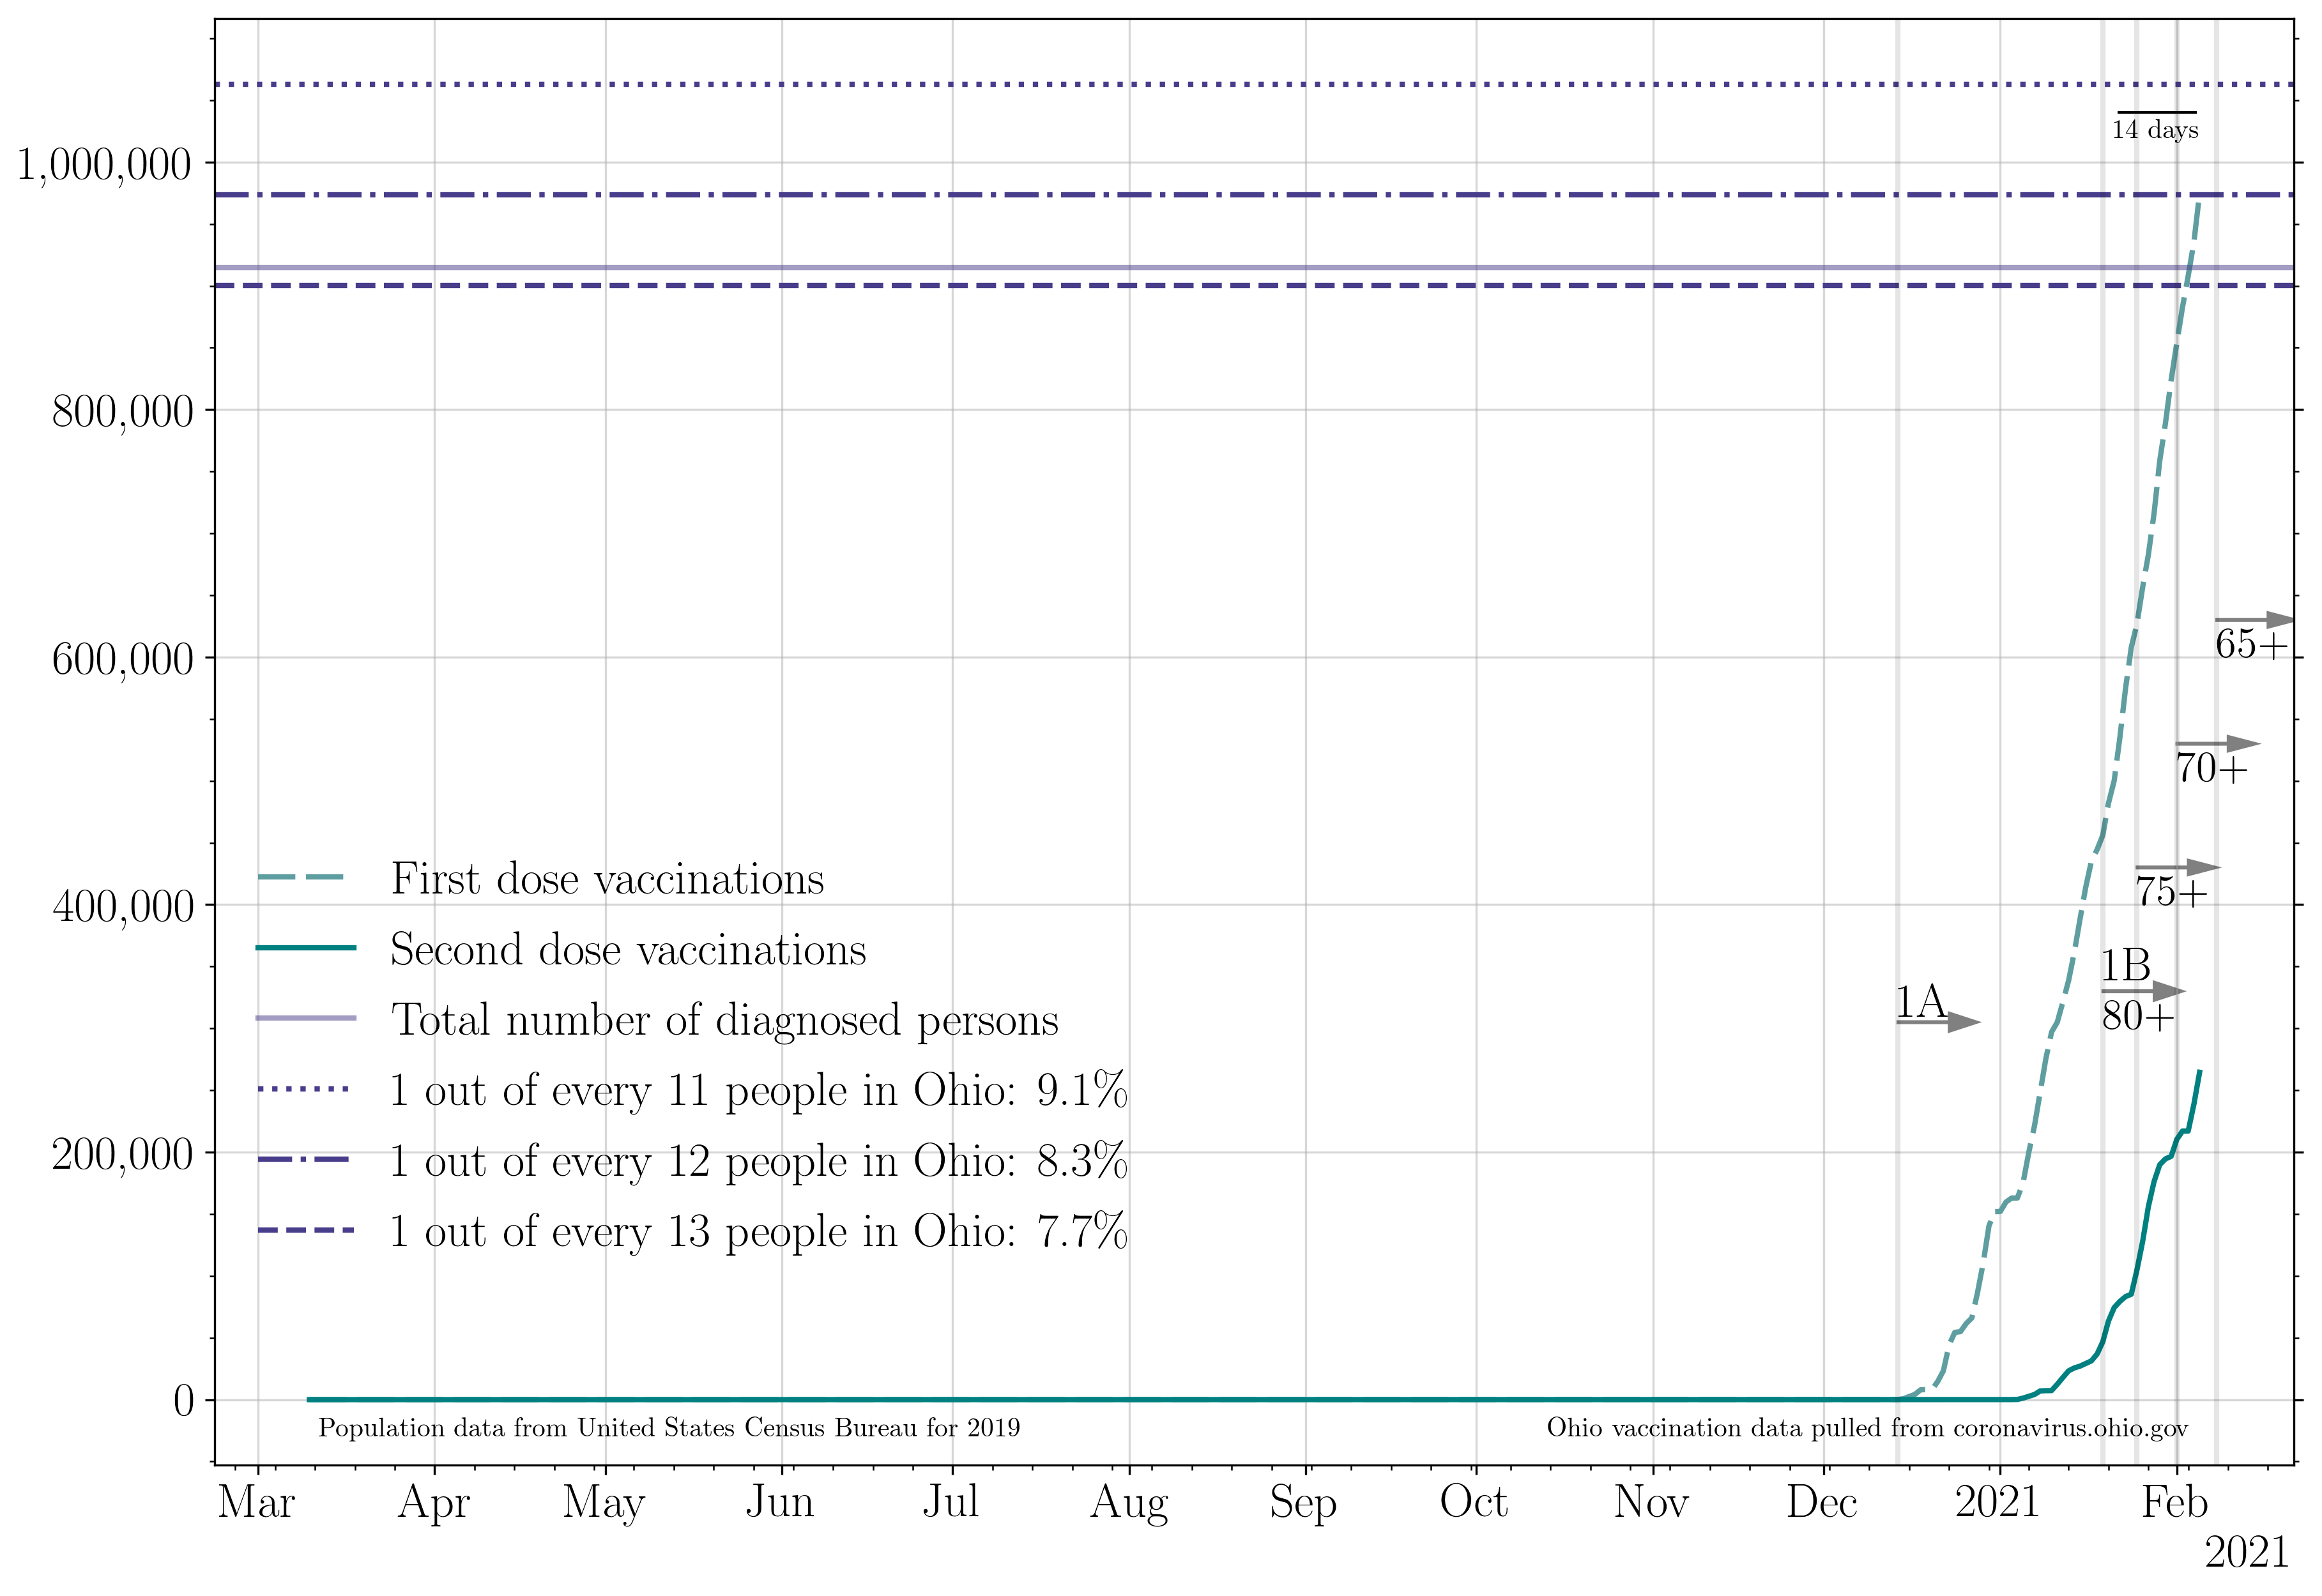 14 days
1,000,000
800,000
600,000
400,000
200,000
0
65+
70+
75+
1B
80+
1A
First dose vaccinations
Second dose vaccinations
Total number of diagnosed persons
1 out of every 11 people in Ohio: 9.1%
1 out of every 12 people in Ohio: 8.3%
1 out of every 13 people in Ohio: 7.7%
Population data from United States Census Bureau for 2019
Ohio vaccination data pulled from coronavirus.ohio.gov
Mar Apr May Jun Jul Aug Sep Oct Nov Dec 2021 Feb
2021